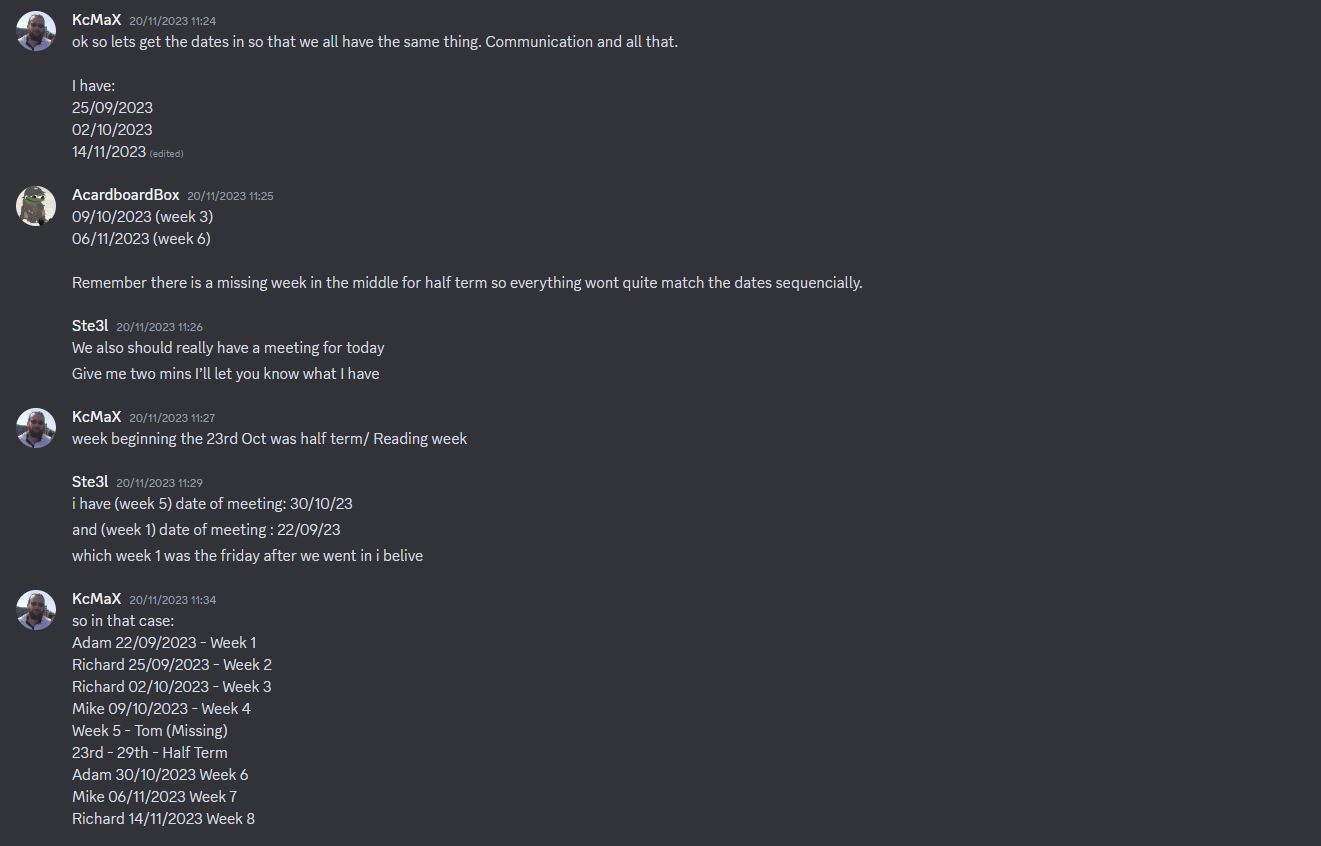 KcMaX 20/11/2023 11:24
ok so lets get the dates in so that we all have the same thing. Communication and all that.
I have:
25/09/2023
02/10/2023
14/11/2023 (edited)
AcardboardBox 20/11/2023 11:25
09/10/2023 (week 3)
06/11/2023 (week 6)
Remember there is a missing week in the middle for half term so everything wont quite match the dates sequencially.
Ste3l 20/11/2023 11:26
We also should really have a meeting for today
Give me two mins I’ll let you know what I have
KcMaX 20/11/2023 11:27
week beginning the 23rd Oct was half term/ Reading week
Ste3l 20/11/2023 11:29
i have (week 5) date of meeting: 30/10/23
and (week 1) date of meeting : 22/09/23
which week 1 was the friday after we went in i belive
KcMaX 20/11/2023 11:34
so in that case:
Adam 22/09/2023 - Week 1
Richard 25/09/2023 - Week 2
Richard 02/10/2023 - Week 3
Mike 09/10/2023 - Week 4
Week 5 - Tom (Missing)
23rd - 29th - Half Term
Adam 30/10/2023 Week 6
Mike 06/11/2023 Week 7
Richard 14/11/2023 Week 8